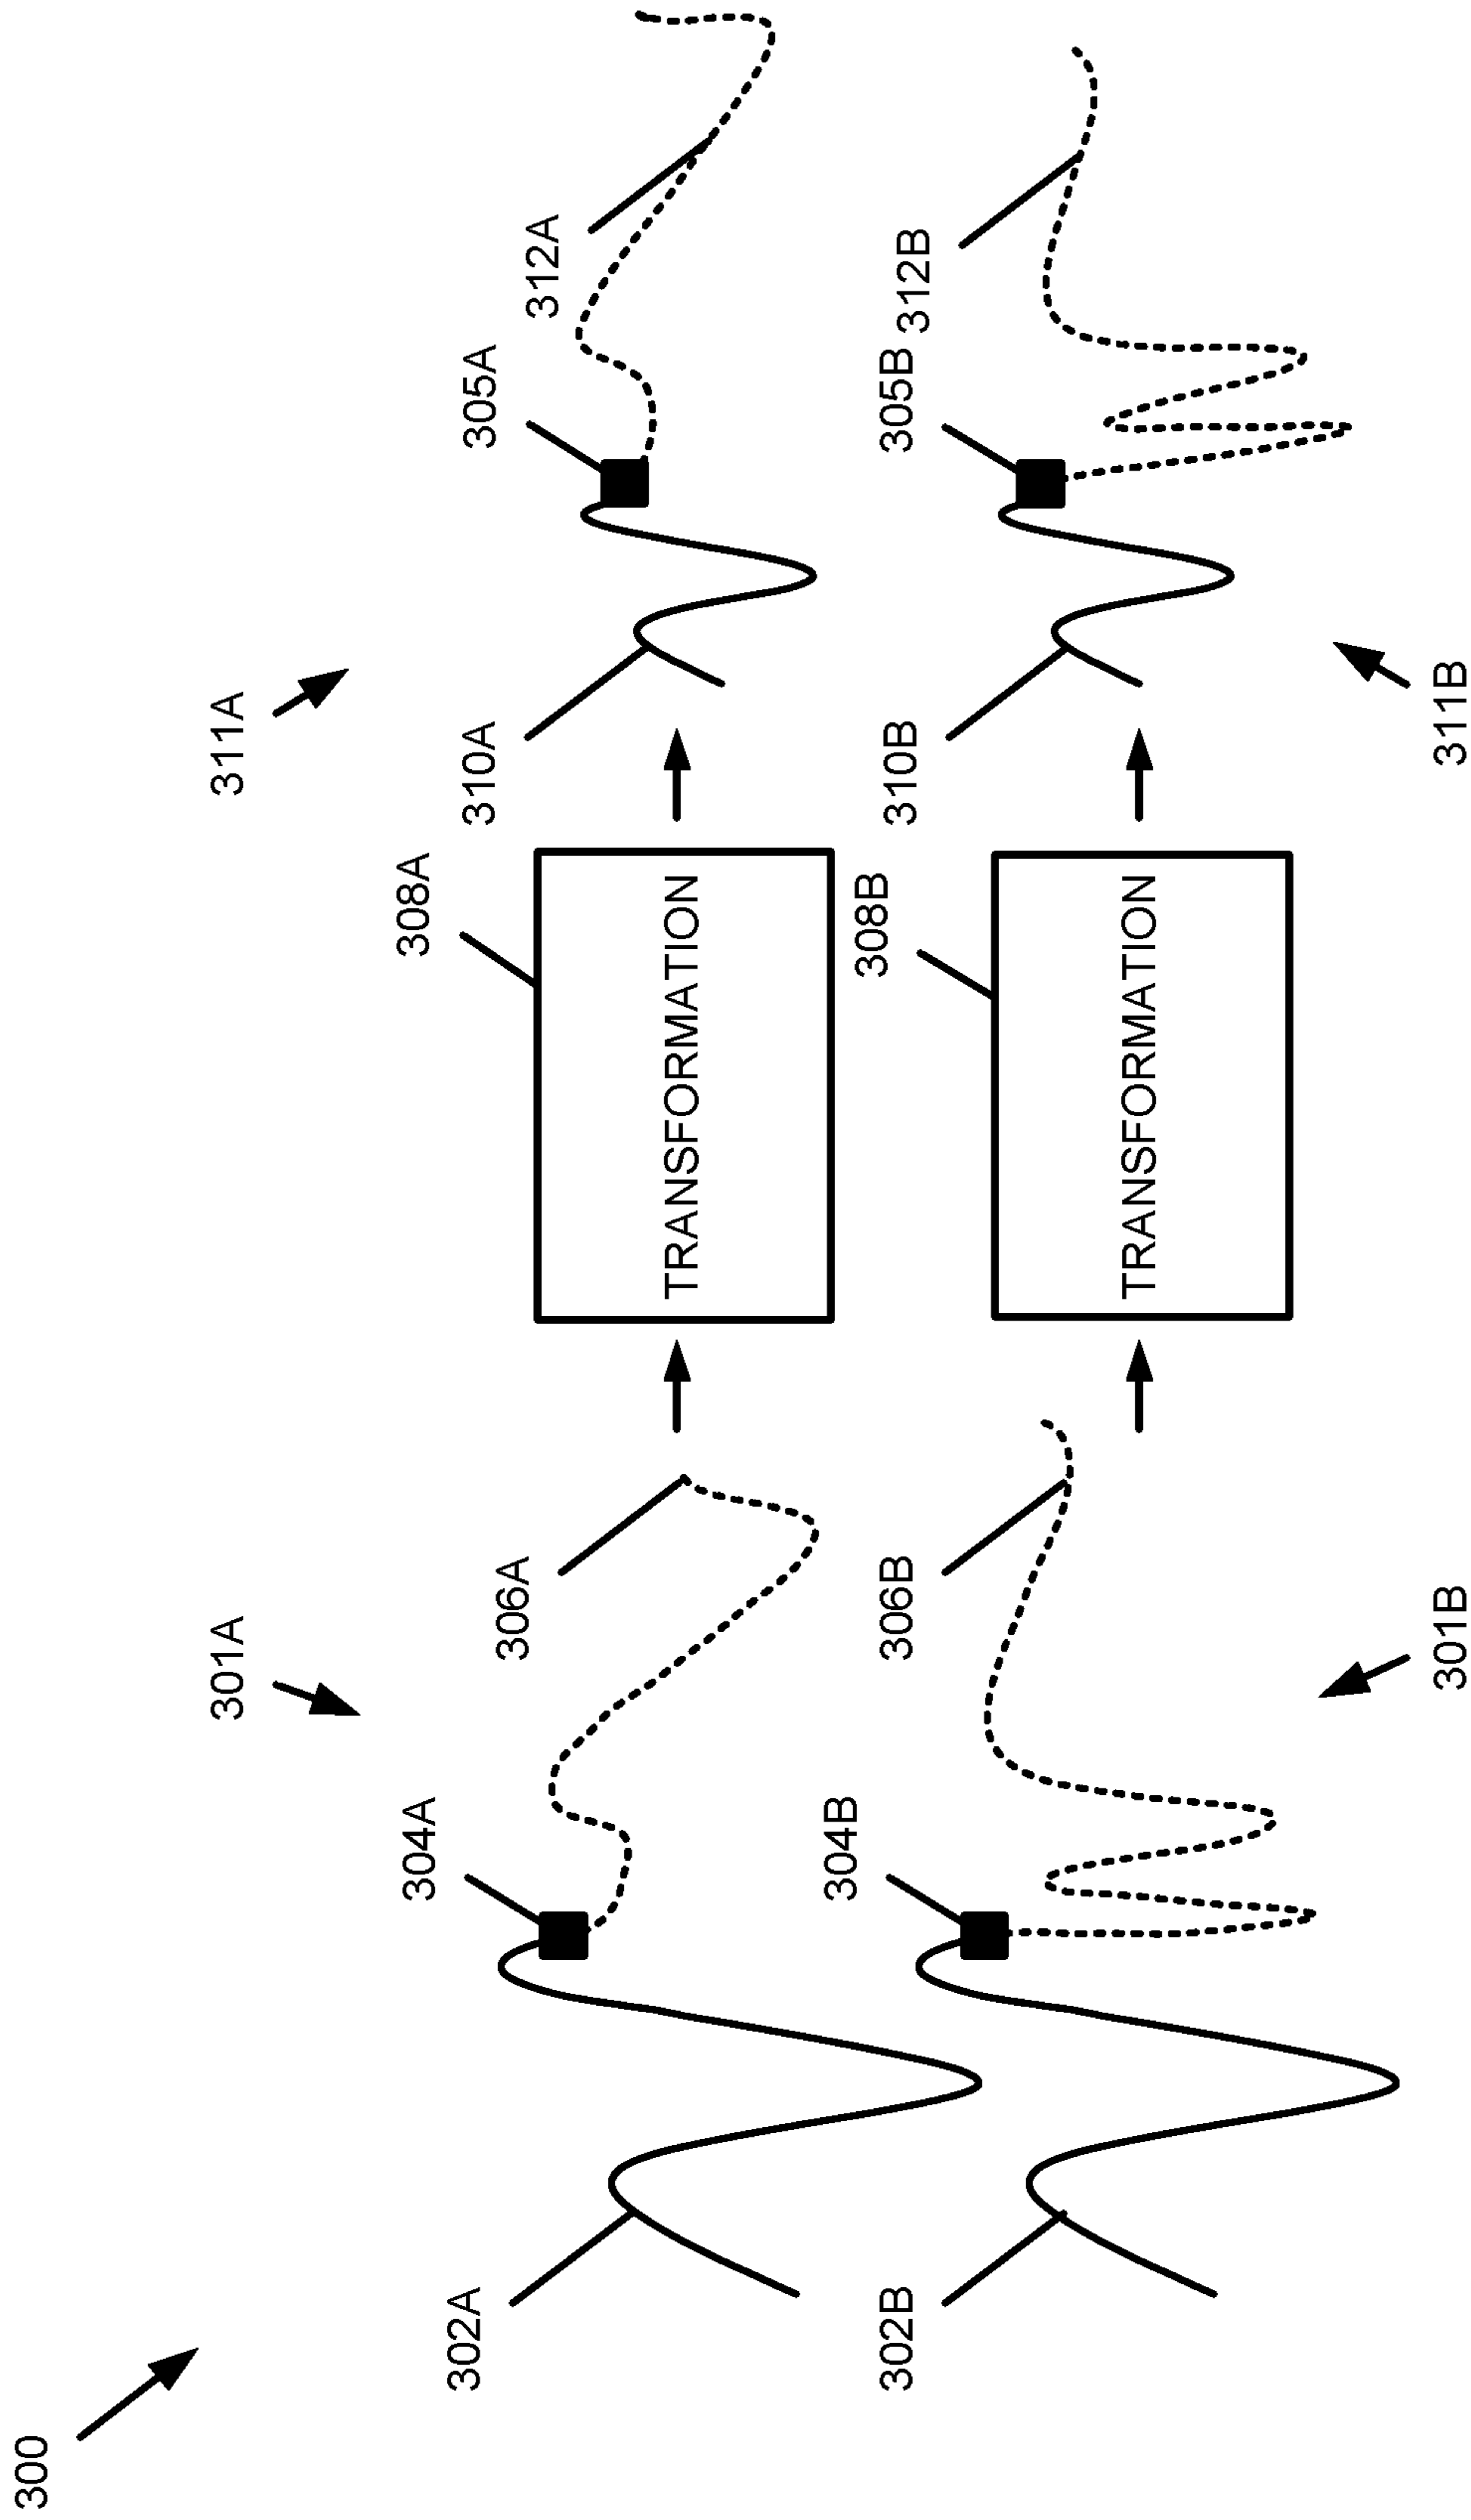 300
301A
302A
304A
306A
308A
TRANSFORMATION
310A
311A
305A
312A
302B
304B
306B
301B
308B
TRANSFORMATION
310B
305B
312B
311B